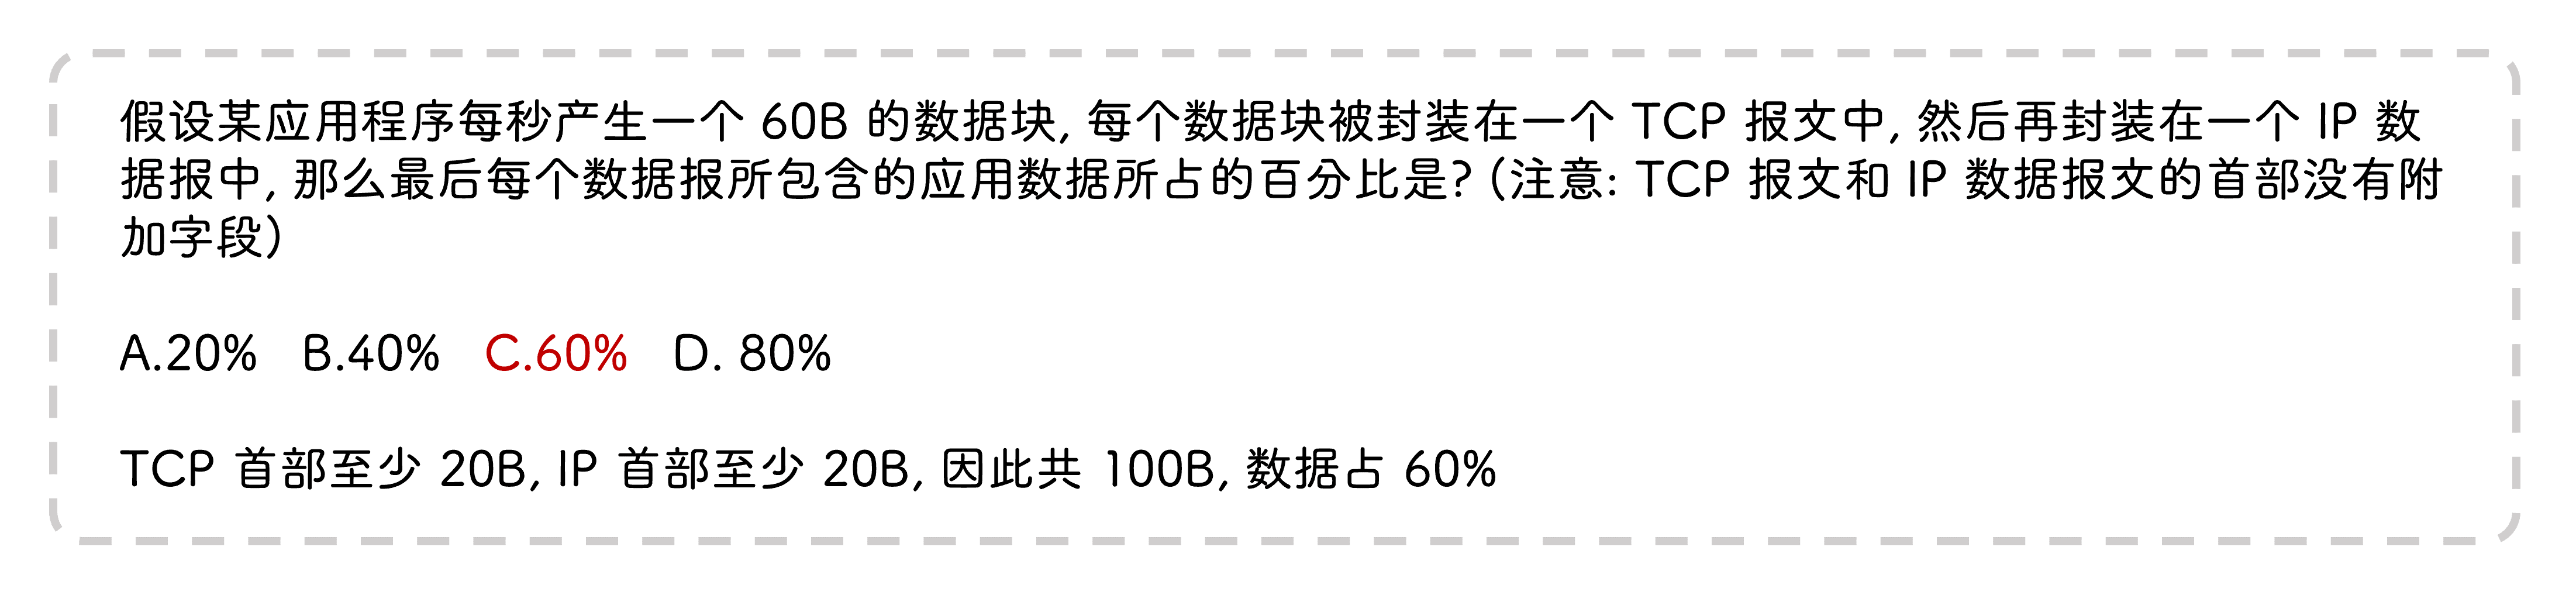 假设某应用程序每秒产生一个 60B 的数据块, 每个数据块被封装在一个 TCP 报文中, 然后再封装在一个 IP 数
据报中, 那么最后每个数据报所包含的应用数据所占的百分比是? (注意: TCP 报文和 IP 数据报文的首部没有附
加字段)
A.20% B.40% C.60% D. 80%
TCP 首部至少 20B, IP 首部至少 20B, 因此共 100B, 数据占 60%